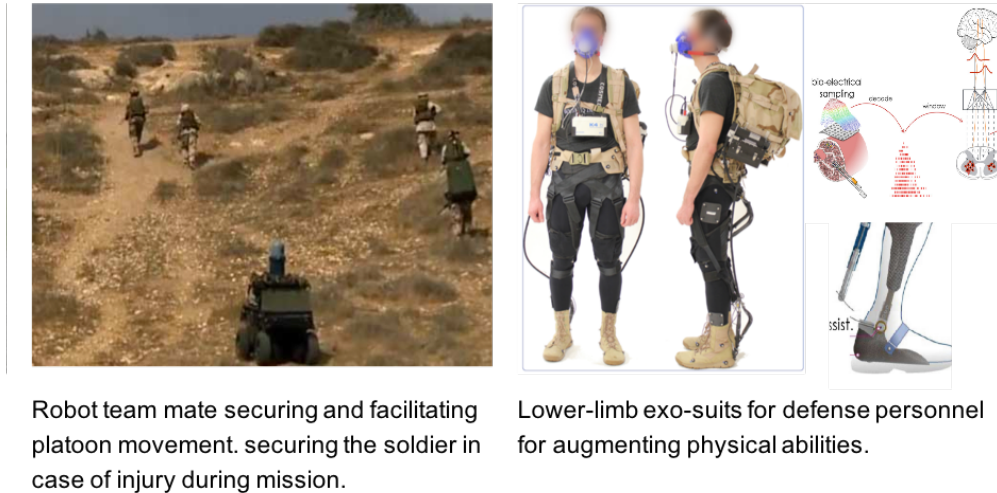 bio-electrical
sampling
decode
window
ssist.
Robot team mate securing and facilitating
platoon movement. securing the soldier in
case of injury during mission.
Lower-limb exo-suits for defense personnel
for augmenting physical abilities.